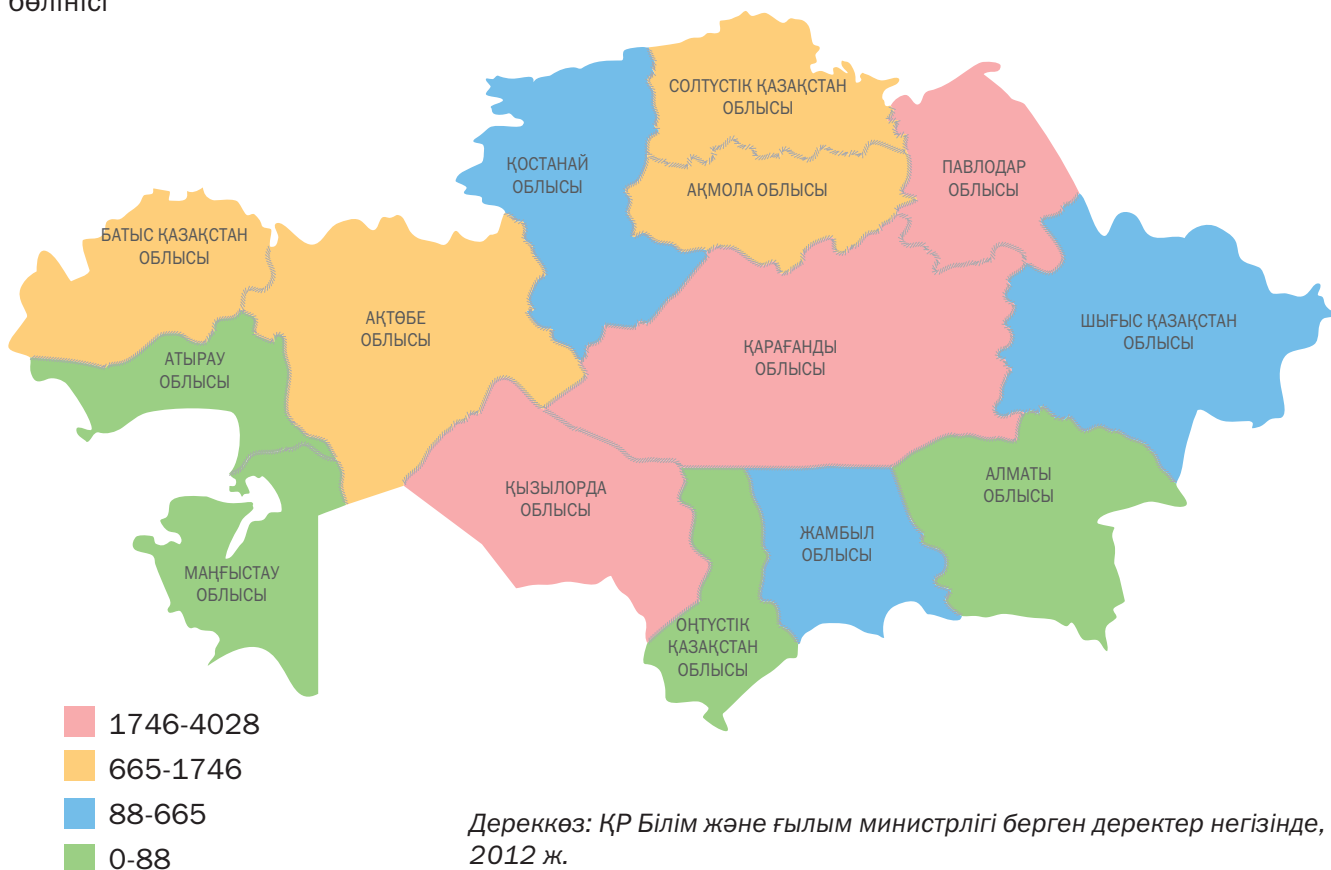 бөлінісі
СОЛТҮСТІК ҚАЗАҚСТАН
ОБЛЫСЫ
ҚОСТАНАЙ
ОБЛЫСЫ
ПАВЛОДАР
ОБЛЫСЫ
АҚМОЛА ОБЛЫСЫ
БАТЫС ҚАЗАҚСТАН
ОБЛЫСЫ
АҚТӨБЕ
ОБЛЫСЫ
ШЫҒЫС ҚАЗАҚСТАН
ОБЛЫСЫ
ҚАРАҒАНДЫ
ОБЛЫСЫ
АТЫРАУ
ОБЛЫСЫ
АЛМАТЫ
ОБЛЫСЫ
ҚЫЗЫЛОРДА
ОБЛЫСЫ
ЖАМБЫЛ
ОБЛЫСЫ
МАҢҒЫСТАУ
ОБЛЫСЫ
ОҢТҮСТІК
ҚАЗАҚСТАН
ОБЛЫСЫ
1746-4028
665-1746
88-665
0-88
Дереккөз: ҚР Білім және ғылым министрлігі берген деректер негізінде,
2012 ж.